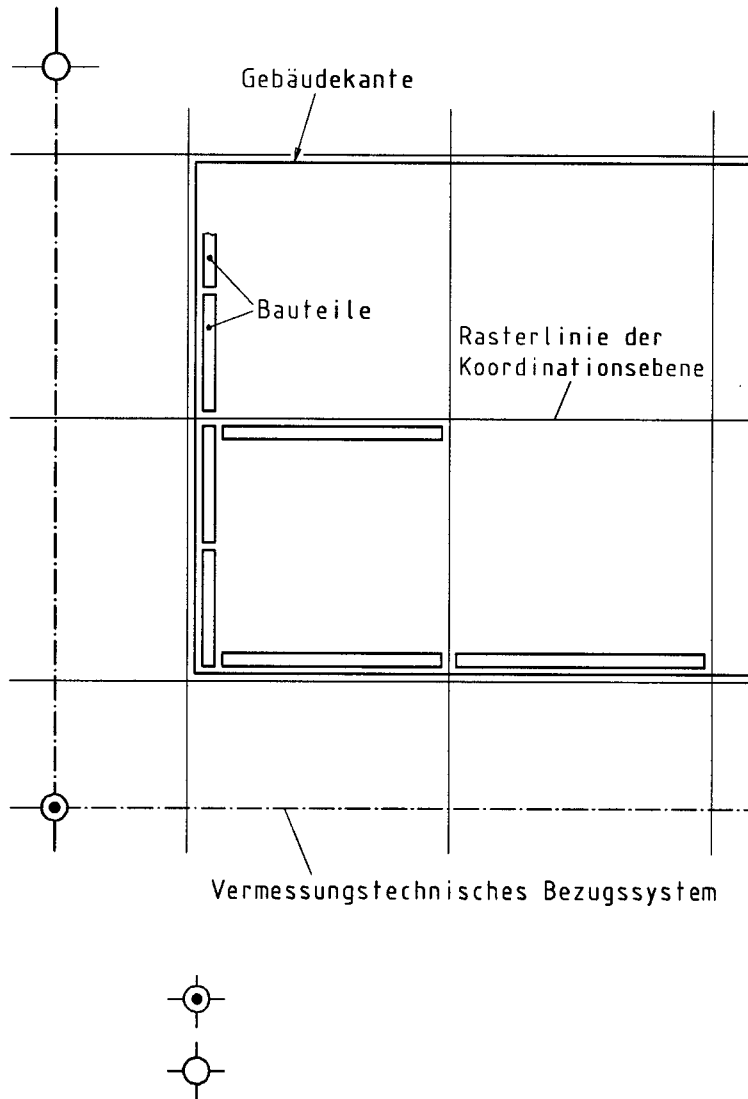 Gebäudekante
Bauteile
Rasterlinie der
Koordinationsebene
Vermessungstechnisches Bezugssystem